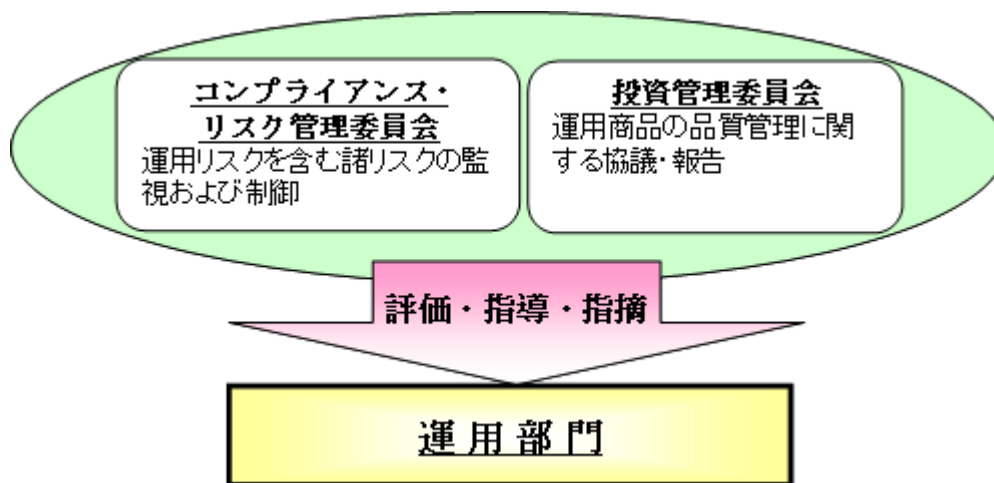 コンプライアンス・
リスク管理委員会
運用リスクを含む諸リスクの監
視および制御
投資管理委員会
運用商品の品質管理に関
する協議・報告
評価・指導・指摘
運用部門